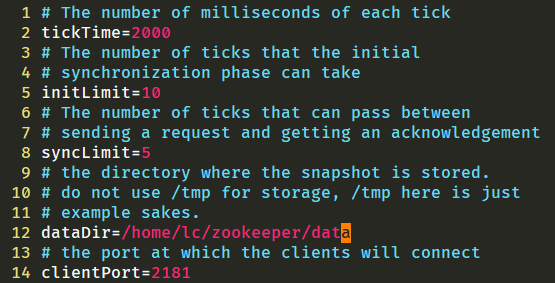 1 # The number of milliseconds of each tick
2 tickTime=2000
3 # The number of ticks that the initial
4 # synchronization phase can take
5 initLimit=10
6 # The number of ticks that can pass between
7 # sending a request and getting an acknowledgement
8 syncLimit=5
9 # the directory where the snapshot is stored.
10 # do not use /tmp for storage, /tmp here is just
11 # example sakes.
12 dataDir=/home/lc/zookeeper/data
13 # the port at which the clients will connect
14 clientPort=2181